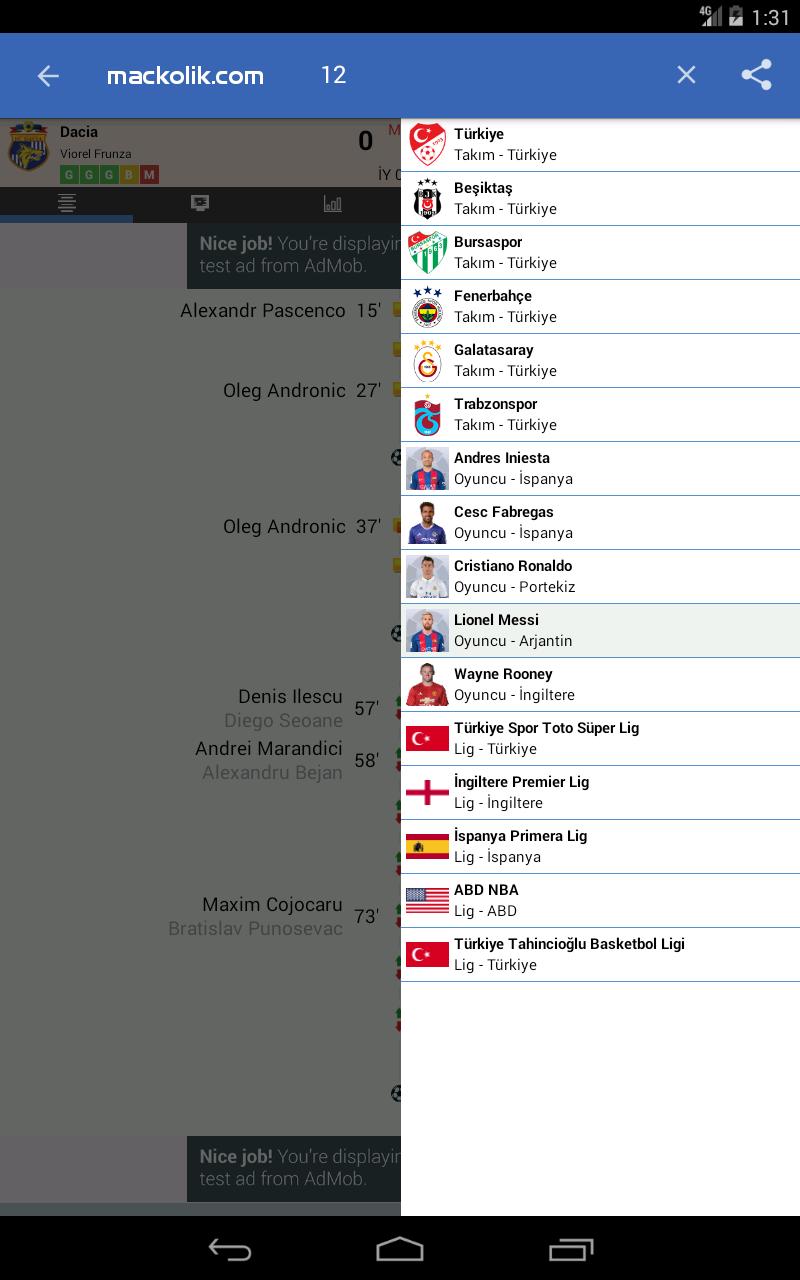 4G 1:31
mackolik.com 12
Dacia
Viorel Frunza
G G G B M
0
M
İY 0
Nice job! You're displayin
test ad from AdMob.
Alexandr Pascenco 15'
Oleg Andronic 27'
Oleg Andronic 37'
Denis Ilescu
Diego Seoane
57'
Andrei Marandici
Alexandru Bejan
58'
Maxim Cojocaru
Bratislav Punosevac
73'
Nice job! You're displayin
test ad from AdMob.
Türkiye
Takım - Türkiye
Beşiktaş
Takım - Türkiye
Bursaspor
Takım - Türkiye
Fenerbahçe
Takım - Türkiye
Galatasaray
Takım - Türkiye
Trabzonspor
Takım - Türkiye
Andres Iniesta
Oyuncu - İspanya
Cesc Fabregas
Oyuncu - İspanya
Cristiano Ronaldo
Oyuncu - Portekiz
Lionel Messi
Oyuncu - Arjantin
Wayne Rooney
Oyuncu - İngiltere
Türkiye Spor Toto Süper Lig
Lig - Türkiye
İngiltere Premier Lig
Lig - İngiltere
İspanya Primera Lig
Lig - İspanya
ABD NBA
Lig - ABD
Türkiye Tahincioğlu Basketbol Ligi
Lig - Türkiye